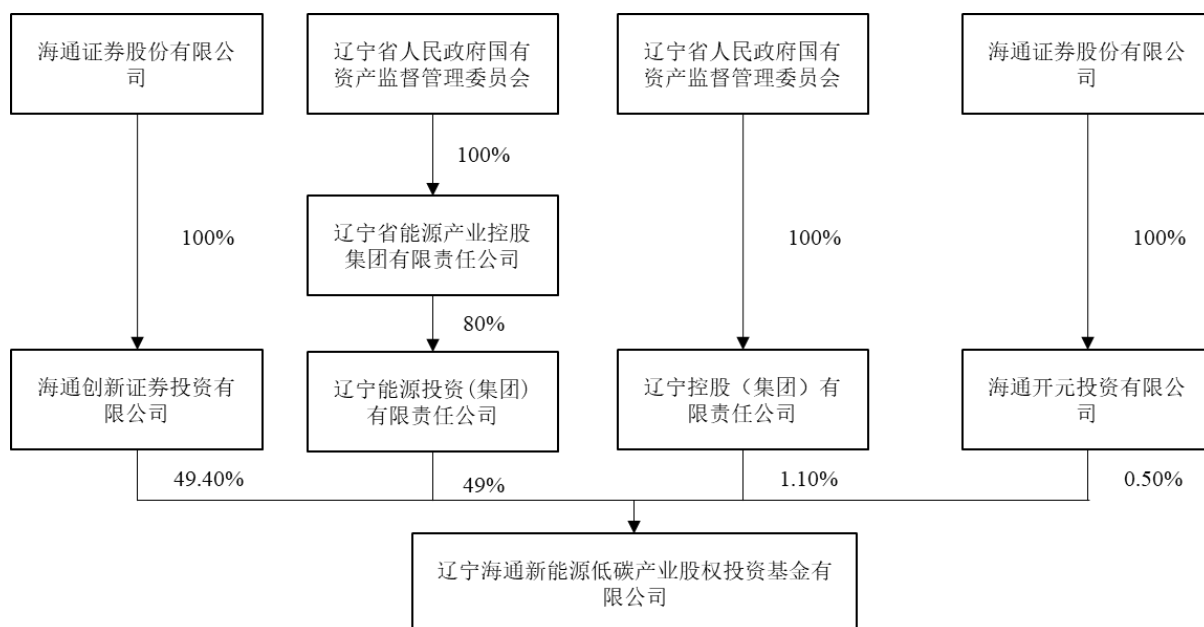 海通证券股份有限公
司
辽宁省人民政府国有
资产监督管理委员会
辽宁省人民政府国有
资产监督管理委员会
海通证券股份有限公
司
100%
辽宁省能源产业控股
集团有限责任公司
100%
100%
100%
80%
海通创新证券投资有
限公司
辽宁能源投资(集团)
有限责任公司
辽宁控股（集团）有
限责任公司
海通开元投资有限公
司
49.40%
49%
1.10%
0.50%
辽宁海通新能源低碳产业股权投资基金有
限公司